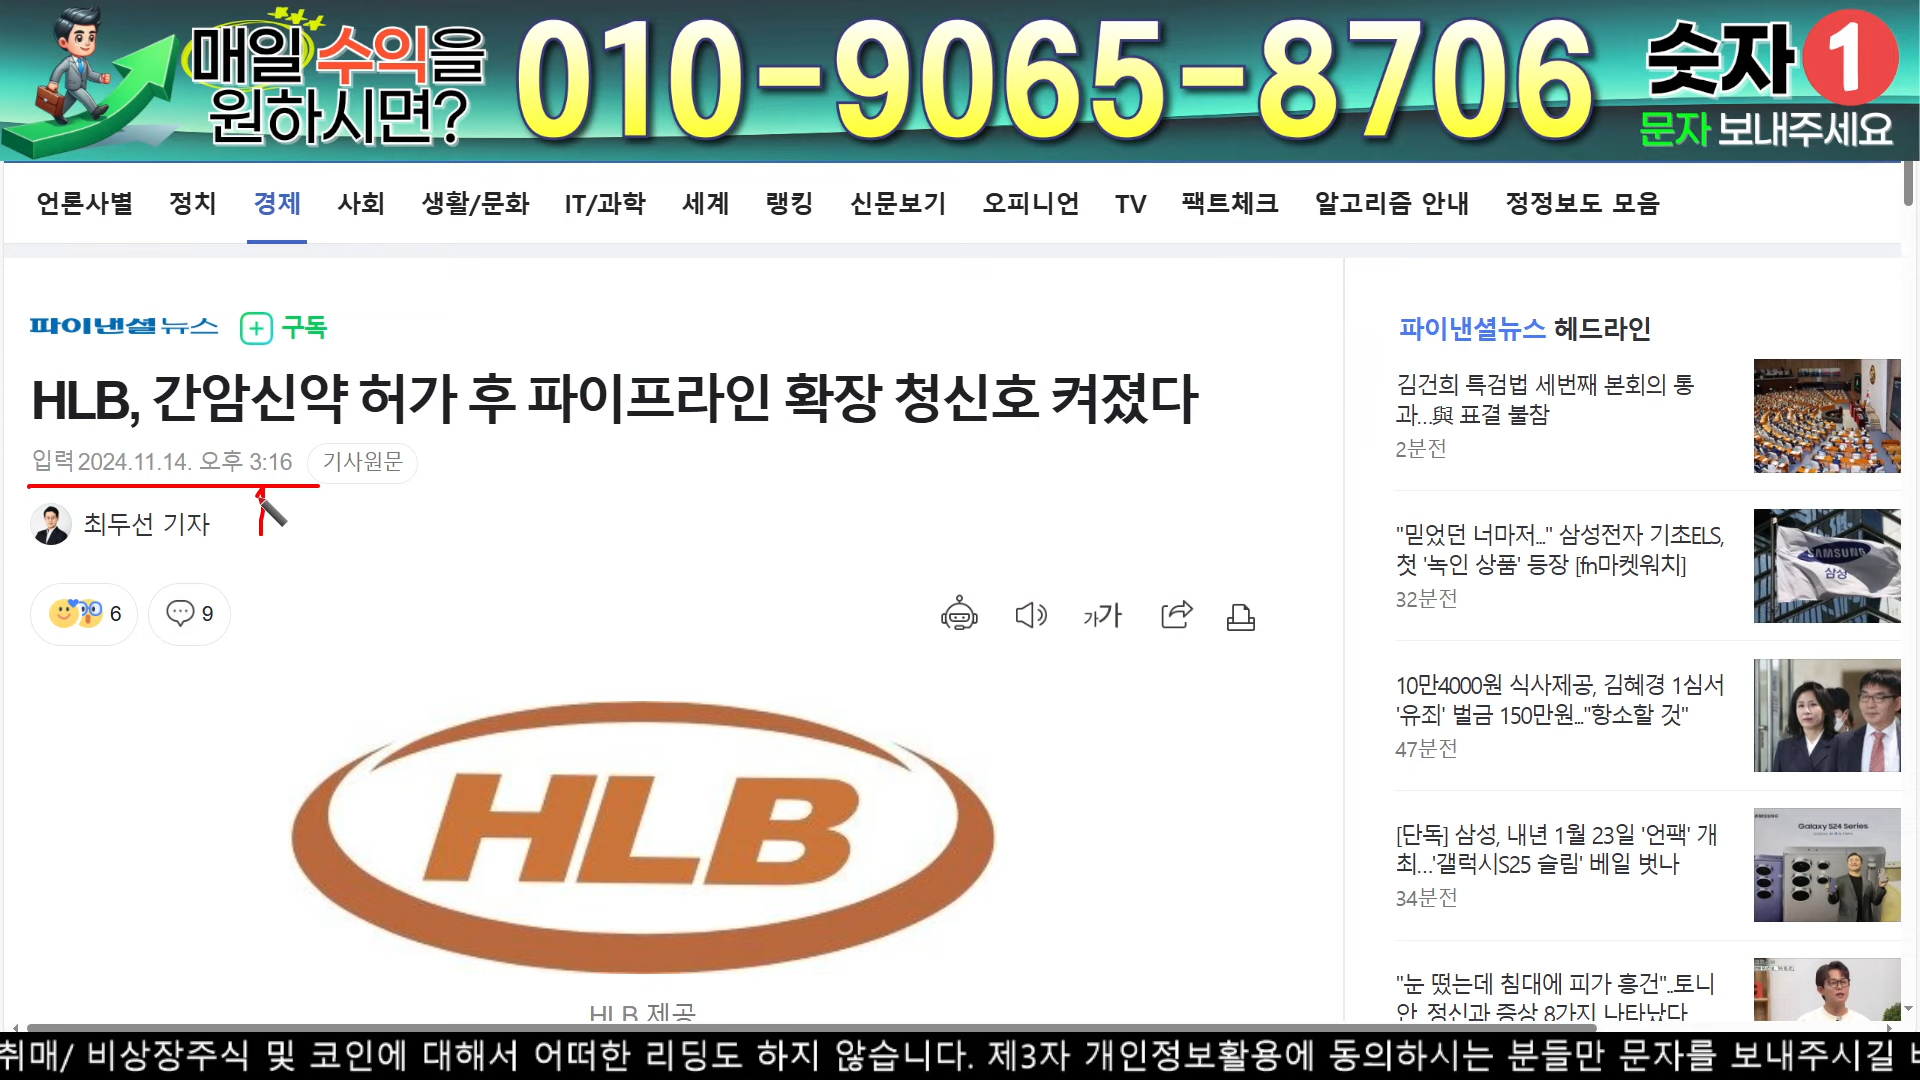 매일 수익을
원하시면?
010-9065-8706
숫자 1
문자 보내주세요
언론사별 정치 경제 사회 생활/문화 IT/과학 세계 랭킹 신문보기 오피니언 TV 팩트체크 알고리즘 안내 정정보도 모음
파이낸셜뉴스 구독
HLB, 간암신약 허가 후 파이프라인 확장 청신호 켜졌다
입력 2024.11.14. 오후 3:16 기사원문
최두선 기자
6 9
가가
HLB
HLB 제공
파이낸셜뉴스 헤드라인
김건희 특검법 세번째 본회의 통
과...與 표결 불참
2분전
"믿었던 너마저..." 삼성전자 기초ELS,
첫 '녹인 상품' 등장 [fn마켓워치]
32분전
SAMSUNG
삼성
10만4000원 식사제공, 김혜경 1심서
'유죄' 벌금 150만원..."항소할 것"
47분전
[단독] 삼성, 내년 1월 23일 '언팩' 개
최...'갤럭시S25 슬림' 베일 벗나
34분전
SAMSUNG
Galaxy S24 Series
"눈 떴는데 침대에 피가 흥건"..토니
안, 정신과 증상 8가지 나타났다
취매/ 비상장주식 및 코인에 대해서 어떠한 리딩도 하지 않습니다. 제3자 개인정보활용에 동의하시는 분들만 문자를 보내주시길